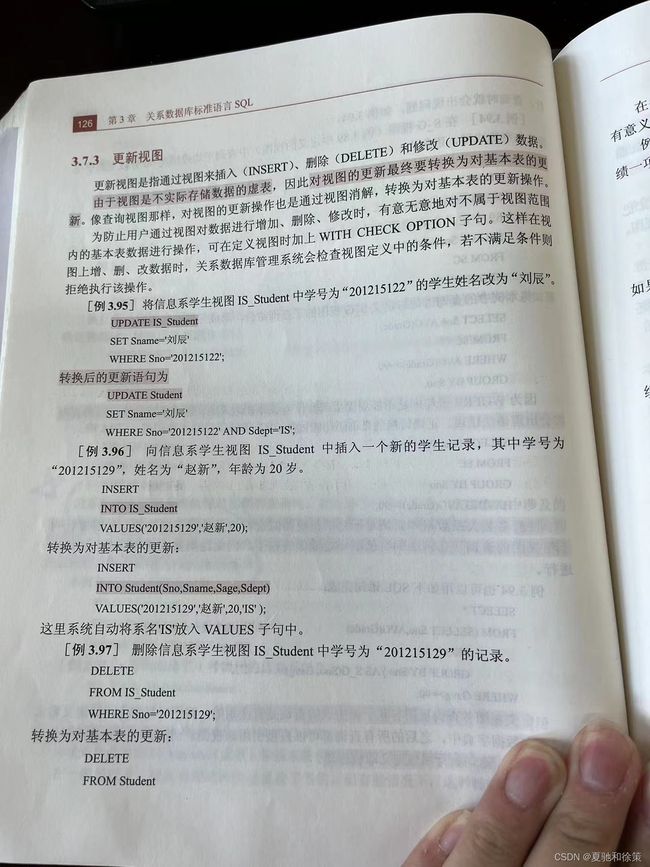 126 第 3 章 关系数据库标准语言 SQL
3.7.3 更新视图
更新视图是指通过视图来插入（INSERT）、删除（DELETE）和修改（UPDATE）数据。
由于视图是不实际存储数据的虚表，因此对视图的更新最终要转换为对基本表的更
新。像查询视图那样，对视图的更新操作也是通过视图消解，转换为对基本表的更新操作。
为防止用户通过视图对数据进行增加、删除、修改时，有意无意地对不属于视图范围
内的基本表数据进行操作，可在定义视图时加上 WITH CHECK OPTION 子句。这样在视
图上增、删、改数据时，关系数据库管理系统会检查视图定义中的条件，若不满足条件则
拒绝执行该操作。
［例 3.95］ 将信息系学生视图 IS_Student 中学号为“201215122”的学生姓名改为“刘辰”。
UPDATE IS_Student
SET Sname='刘辰'
WHERE Sno='201215122';
转换后的更新语句为
UPDATE Student
SET Sname='刘辰'
WHERE Sno='201215122' AND Sdept='IS';
［例 3.96］ 向信息系学生视图 IS_Student 中插入一个新的学生记录，其中学号为
“201215129”，姓名为“赵新”，年龄为 20 岁。
INSERT
INTO IS_Student
VALUES('201215129','赵新',20);
转换为对基本表的更新：
INSERT
INTO Student(Sno,Sname,Sage,Sdept)
VALUES('201215129','赵新',20,'IS' );
这里系统自动将系名'IS'放入 VALUES 子句中。
［例 3.97］ 删除信息系学生视图 IS_Student 中学号为“201215129”的记录。
DELETE
FROM IS_Student
WHERE Sno='201215129';
转换为对基本表的更新：
DELETE
FROM Student
在
有意义
例
绩一项
如果
CSDN @夏驰和徐策